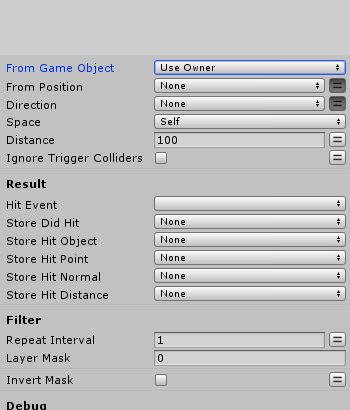 From Game Object Use Owner
From Position None
Direction None
Space Self
Distance 100
Ignore Trigger Colliders
Result
Hit Event
Store Did Hit None
Store Hit Object None
Store Hit Point None
Store Hit Normal None
Store Hit Distance None
Filter
Repeat Interval 1
Layer Mask 0
Invert Mask
Debug